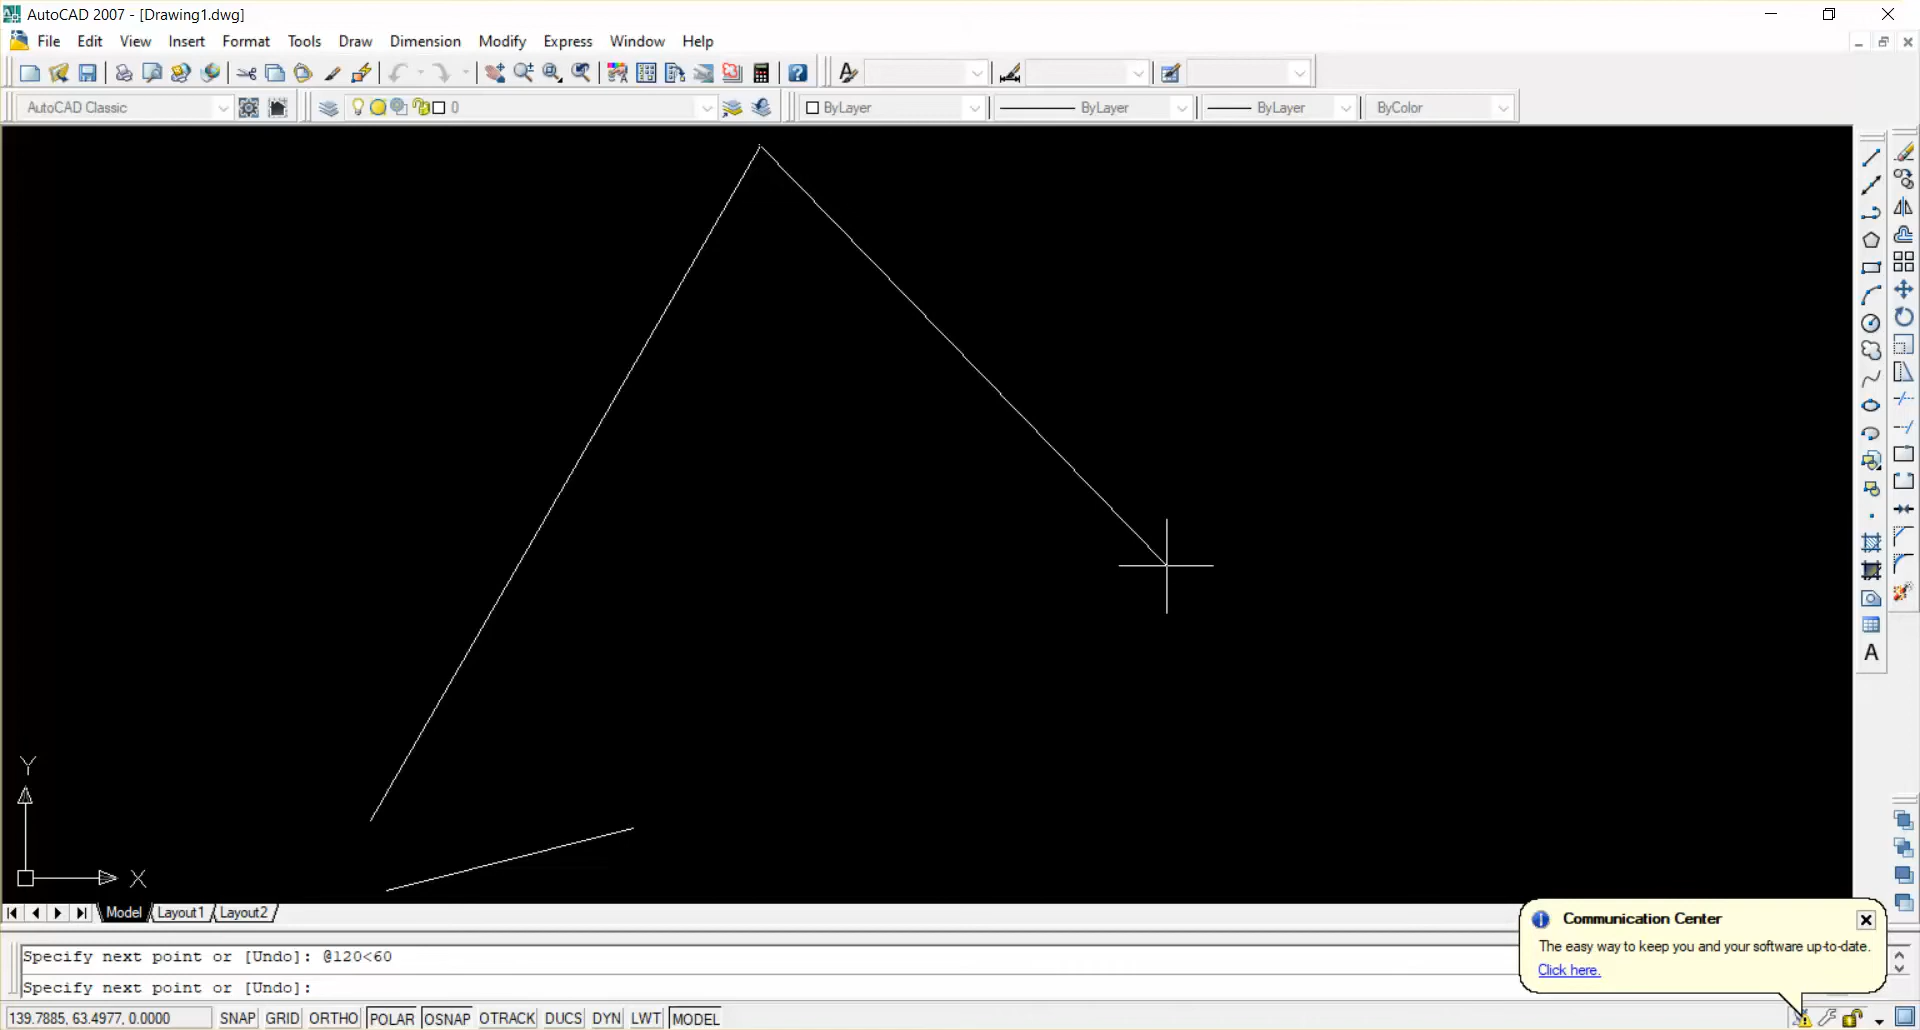 AutoCAD 2007 - [Drawing1.dwg]
File Edit View Insert Format Tools Draw Dimension Modify Express Window Help
AutoCAD Classic 0 ByLayer ByLayer ByLayer ByColor
A
Y
X
Model Layout1 Layout2
Communication Center
The easy way to keep you and your software up-to-date.
Click here.
Specify next point or [Undo]: @120<60
Specify next point or [Undo]:
139.7885, 63.4977, 0.0000 SNAP GRID ORTHO POLAR OSNAP OTRACK DUCS DYN LWT MODEL